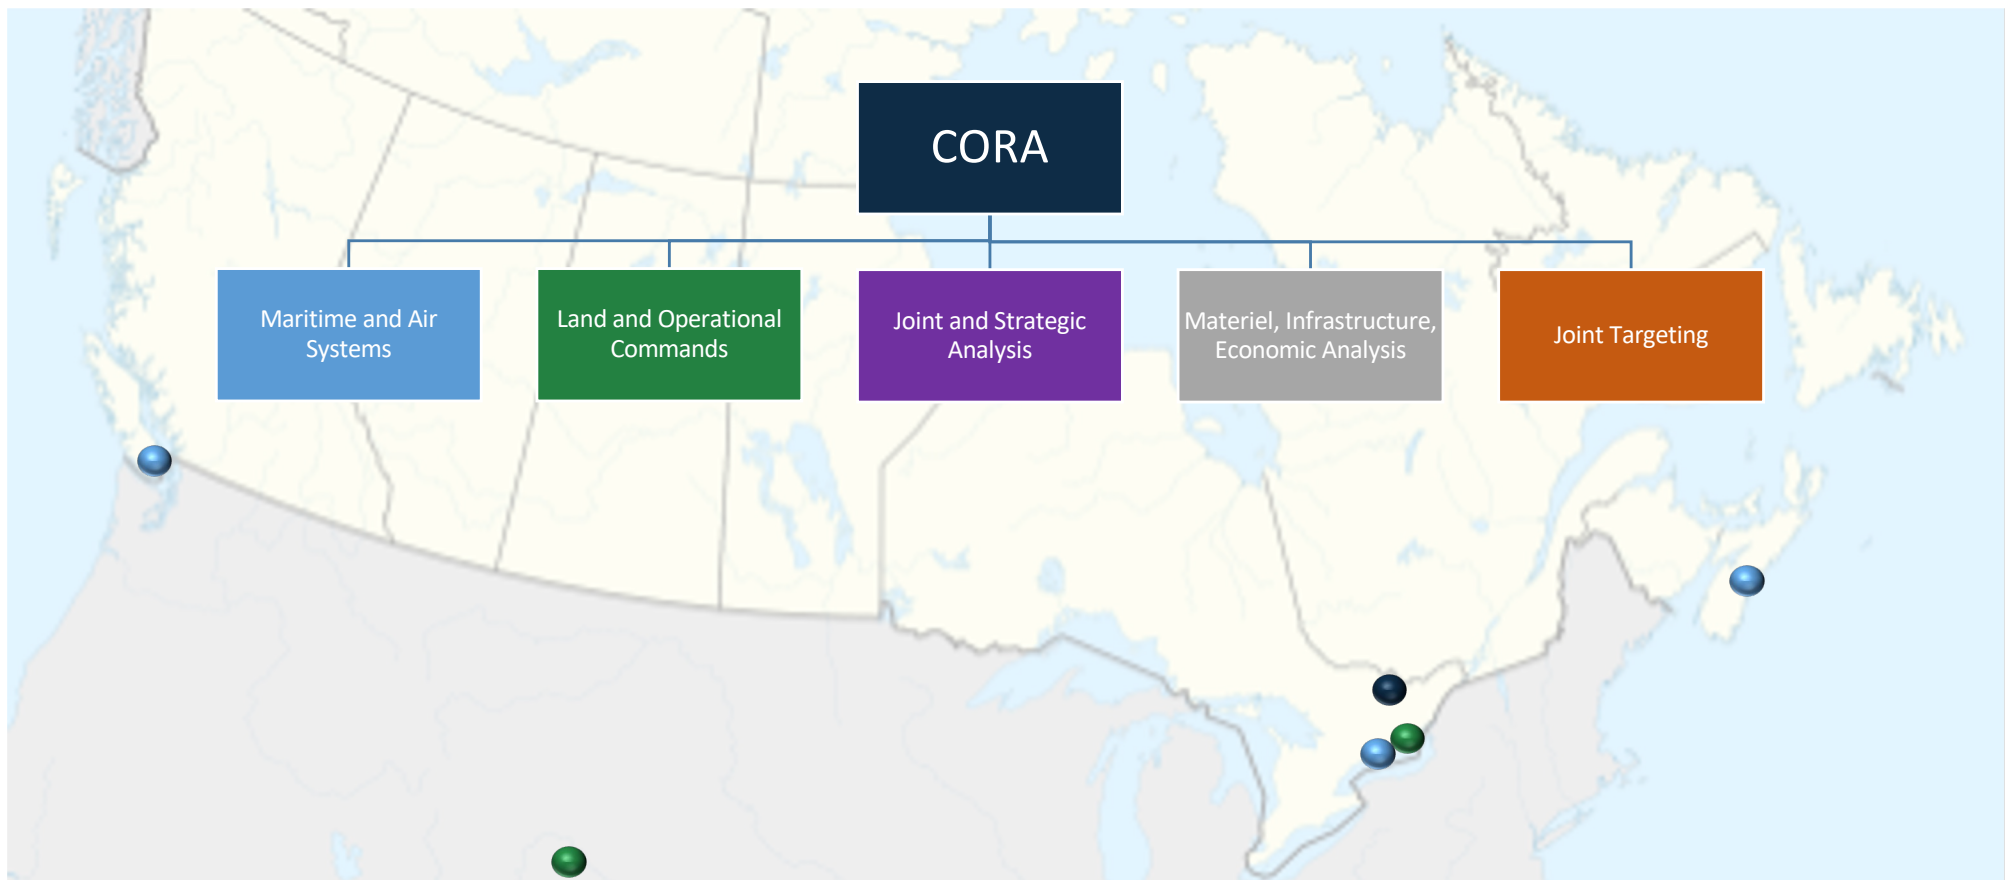 CORA
Maritime and Air
Systems
Land and Operational
Commands
Joint and Strategic
Analysis
Materiel, Infrastructure,
Economic Analysis
Joint Targeting